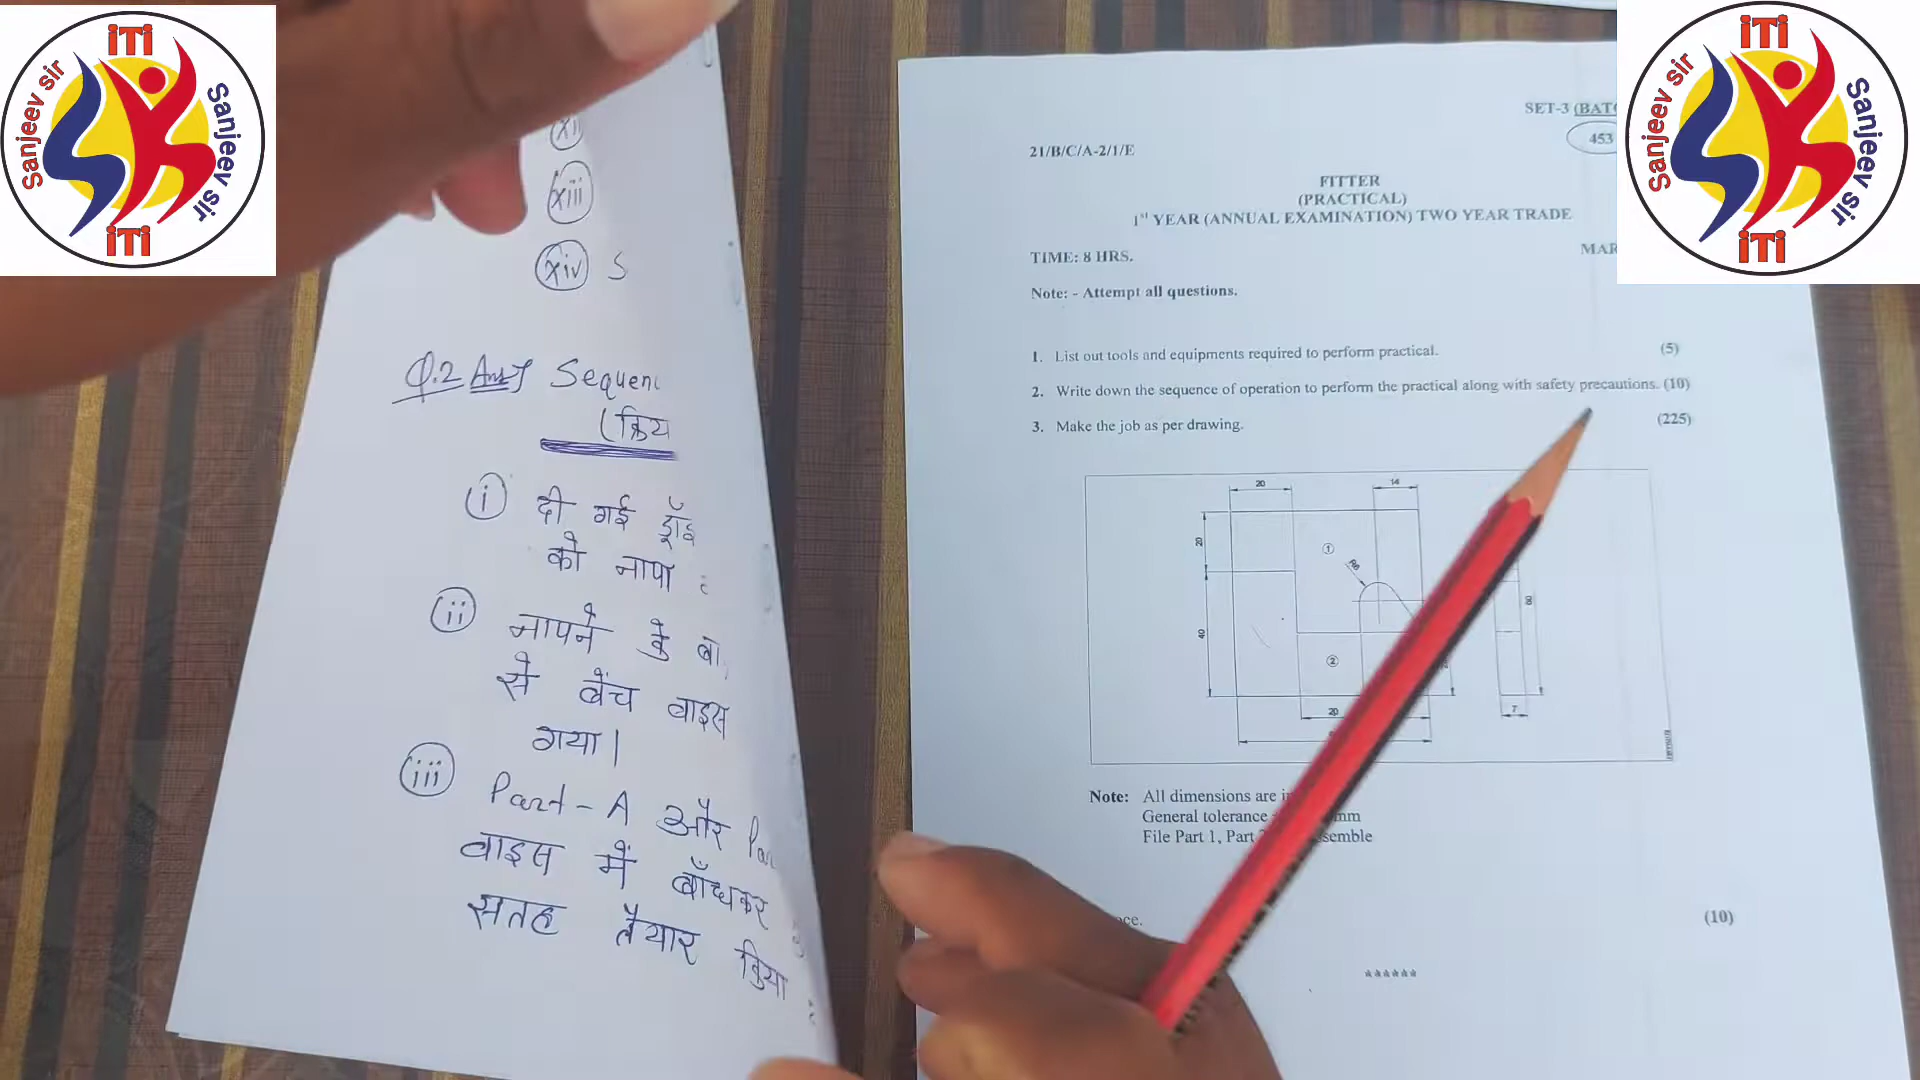 iTi
Sanjeev sir
Sanjeev sir
iTi
iTi
Sanjeev sir
Sanjeev sir
iTi
xi
xiii
xiv S
Q.2 Ans
(क्रिय
i दी गई
को नापा
ii नापने के बा
से बेंच वाइस
गया।
iii Part-A और
वाइस में बाँधकर
सतह तैयार किया
SET-3
453
21/B/C/A-2/1/E
FITTER
(PRACTICAL)
1st YEAR (ANNUAL EXAMINATION) TWO YEAR TRADE
TIME: 8 HRS.
Note: - Attempt all questions.
1. List out tools and equipments required to perform practical. (5)
2. Write down the sequence of operation to perform the practical along with safety precautions. (10)
3. Make the job as per drawing. (225)
20 14
20
①
R6
40
60
②
20
7
Note: All dimensions are
General tolerance mm
File Part 1, Part
(10)
******